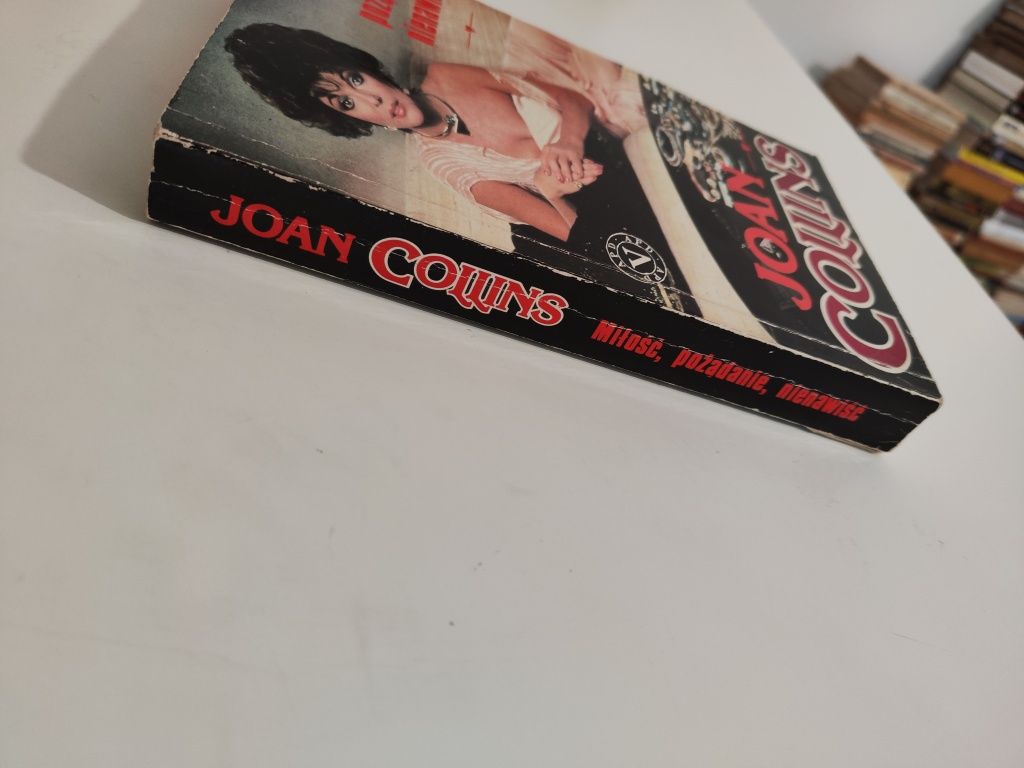 JOAN COLLINS Miłość, pożądanie, nienawiść
JOAN
COLLINS
V